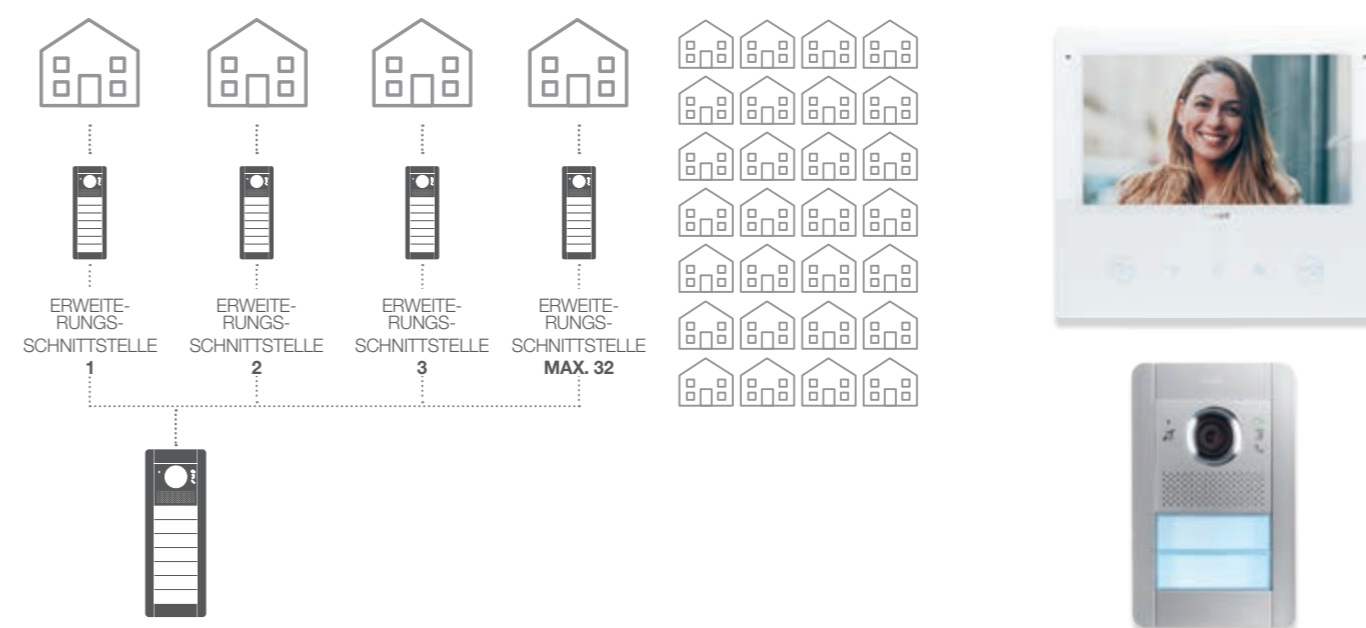 ERWEITE-
RUNGS-
SCHNITTSTELLE
1
ERWEITE-
RUNGS-
SCHNITTSTELLE
2
ERWEITE-
RUNGS-
SCHNITTSTELLE
3
ERWEITE-
RUNGS-
SCHNITTSTELLE
MAX. 32